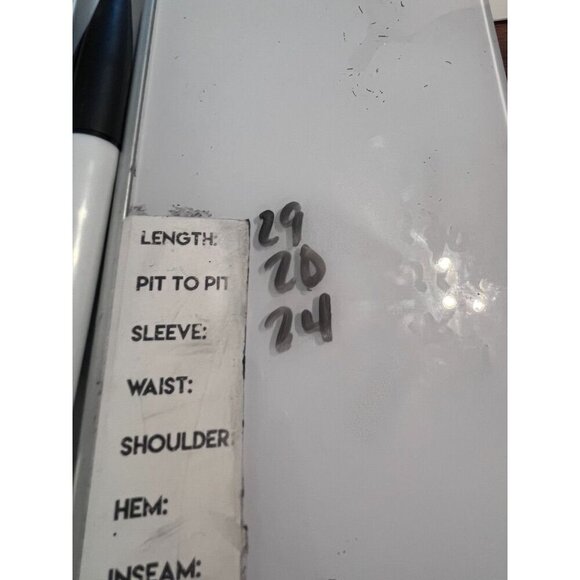 LENGTH: 29
PIT TO PIT 20
SLEEVE: 24
WAIST:
SHOULDER
HEM:
INSEAM: